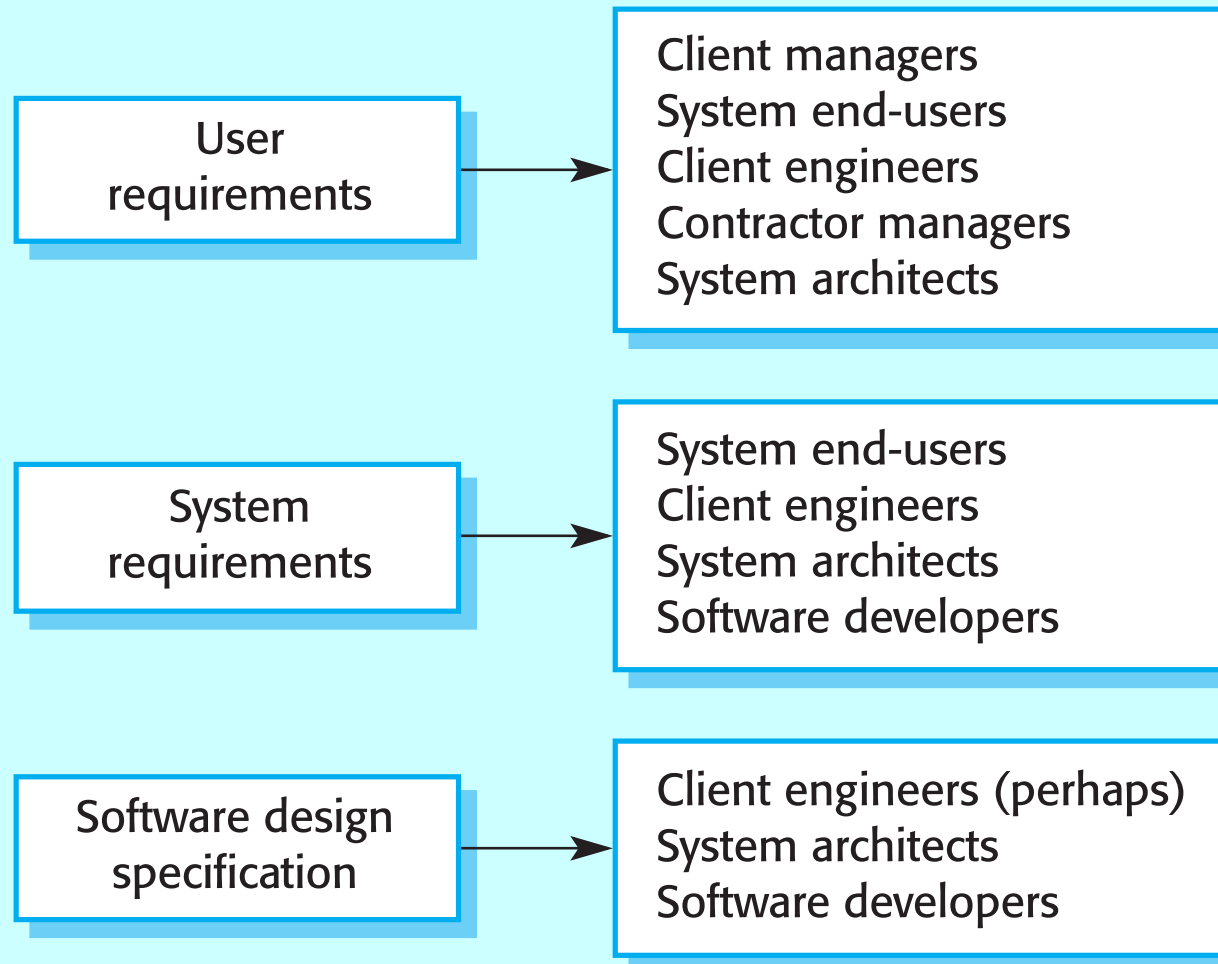 User
requirements
Client managers
System end-users
Client engineers
Contractor managers
System architects
System
requirements
System end-users
Client engineers
System architects
Software developers
Software design
specification
Client engineers (perhaps)
System architects
Software developers